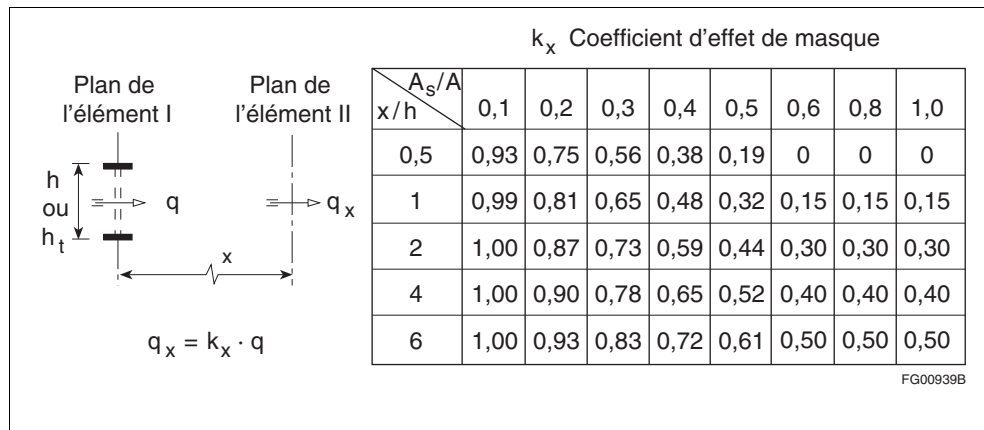 k_x Coefficient d'effet de masque
Plan de
l'élément I
Plan de
l'élément II
h
ou
h_t
q
q_x
x
q_x = k_x · q
A_s/A
x/h
0,1 0,2 0,3 0,4 0,5 0,6 0,8 1,0
0,5 0,93 0,75 0,56 0,38 0,19 0 0 0
1 0,99 0,81 0,65 0,48 0,32 0,15 0,15 0,15
2 1,00 0,87 0,73 0,59 0,44 0,30 0,30 0,30
4 1,00 0,90 0,78 0,65 0,52 0,40 0,40 0,40
6 1,00 0,93 0,83 0,72 0,61 0,50 0,50 0,50
FG00939B